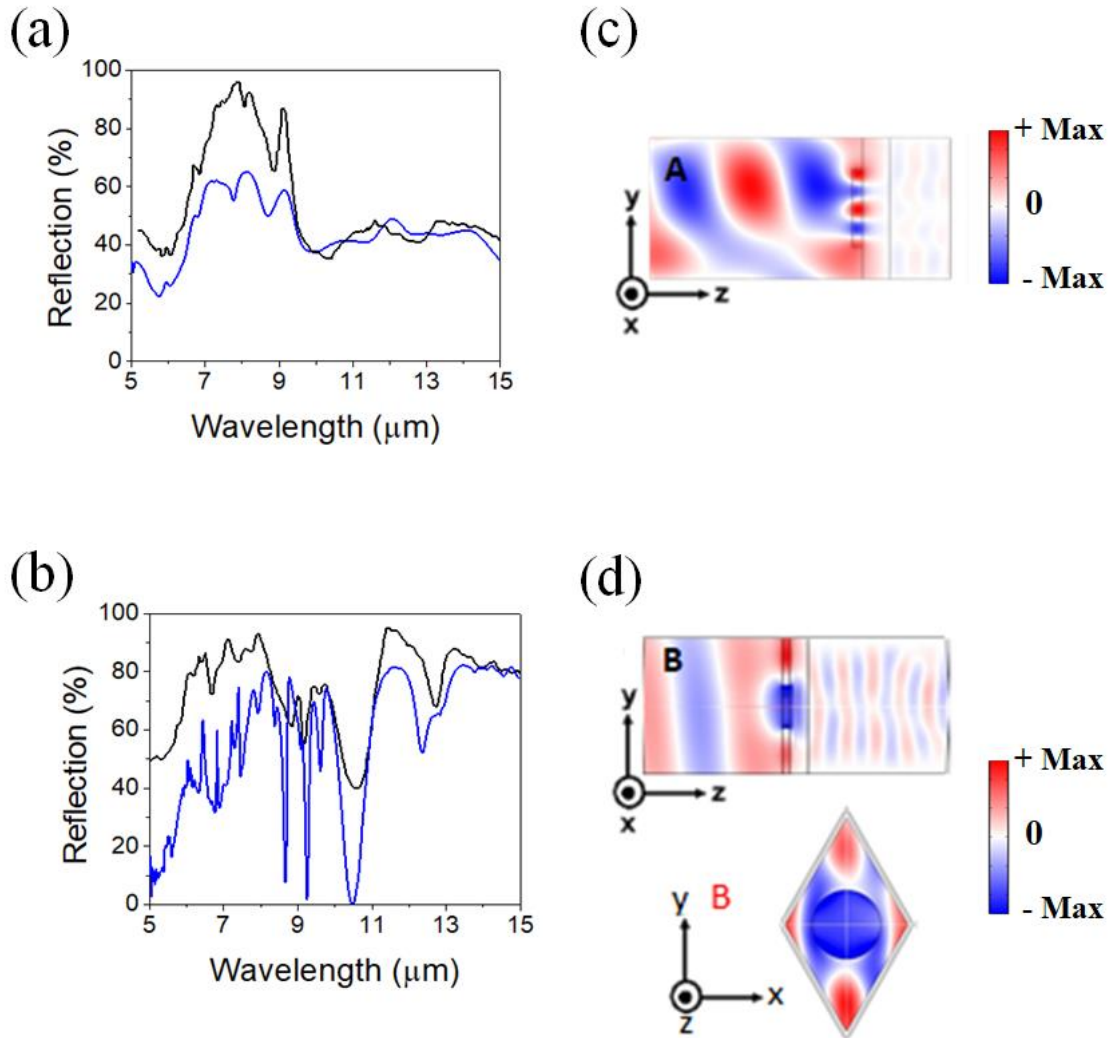 (a)
100
80
60
40
20
0
5 7 9 11 13 15
Reflection (%)
Wavelength (μm)
(c)
A
y
z
x
+ Max
0
- Max
(b)
100
80
60
40
20
0
5 7 9 11 13 15
Reflection (%)
Wavelength (μm)
(d)
B
y
z
x
B
y
x
z
+ Max
0
- Max